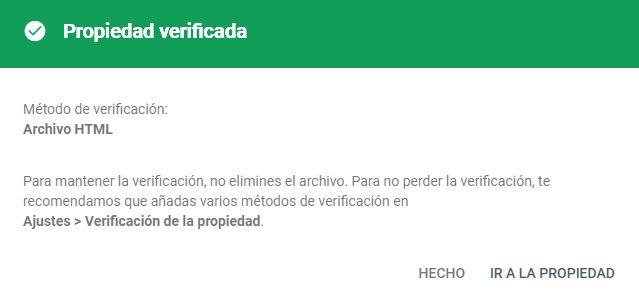 Propiedad verificada
Método de verificación:
Archivo HTML
Para mantener la verificación, no elimines el archivo. Para no perder la verificación, te
recomendamos que añadas varios métodos de verificación en
Ajustes > Verificación de la propiedad.
HECHO
IR A LA PROPIEDAD